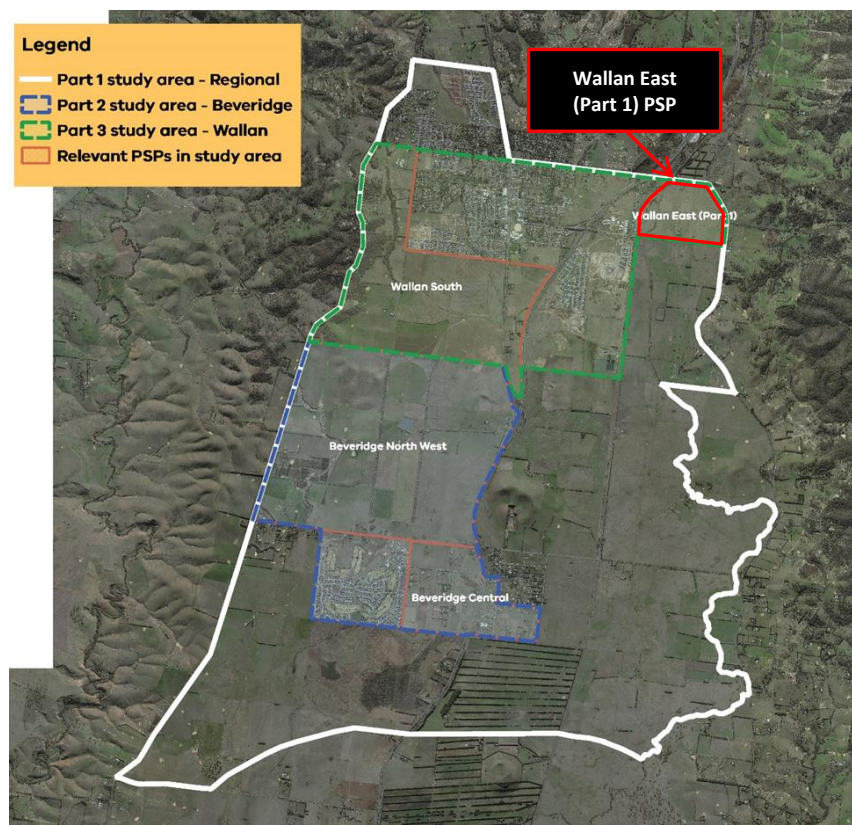 Legend
Part 1 study area - Regional
Part 2 study area - Beveridge
Part 3 study area - Wallan
Relevant PSPs in study area
Wallan East
(Part 1) PSP
Wallan East (Part 1)
Wallan South
Beveridge North West
Beveridge Central